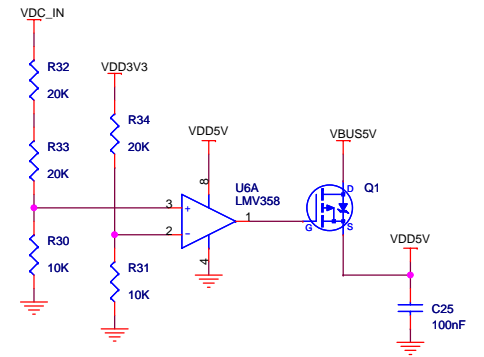 VDC_IN
R32
20K
VDD3V3
R33
20K
R34
20K
VDD5V
VBUS5V
8
U6A
LMV358
D
Q1
3
+
1
2
-
G
S
4
R30
10K
R31
10K
VDD5V
C25
100nF